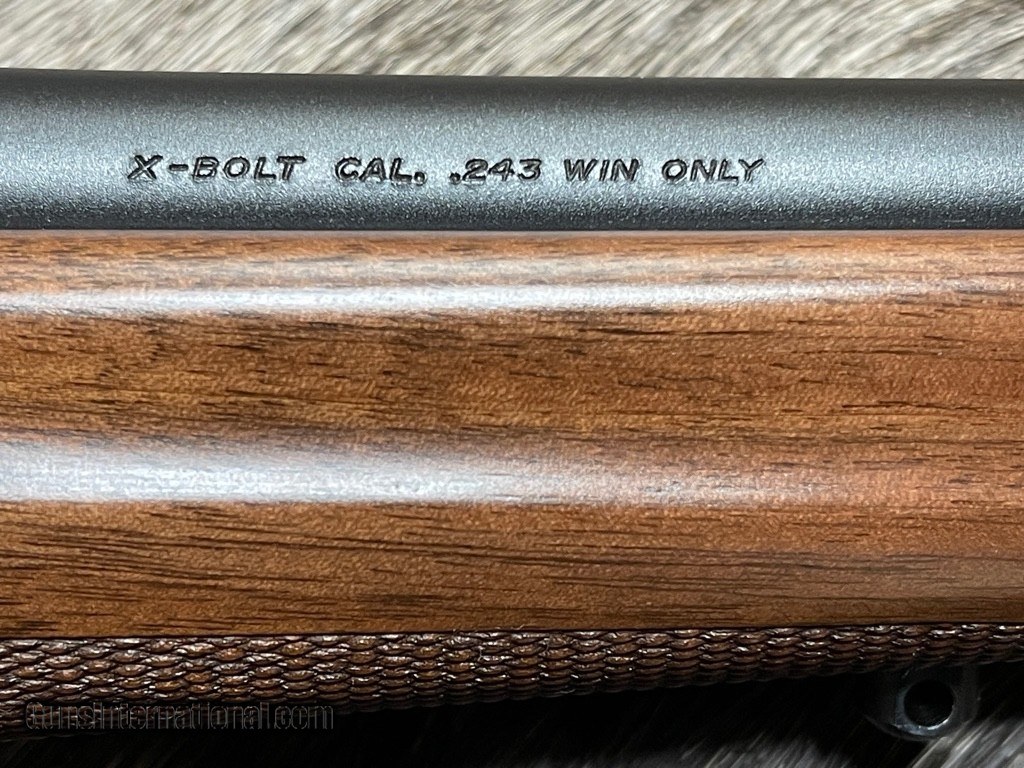 X-BOLT CAL. .243 WIN ONLY
GunsInternational.com